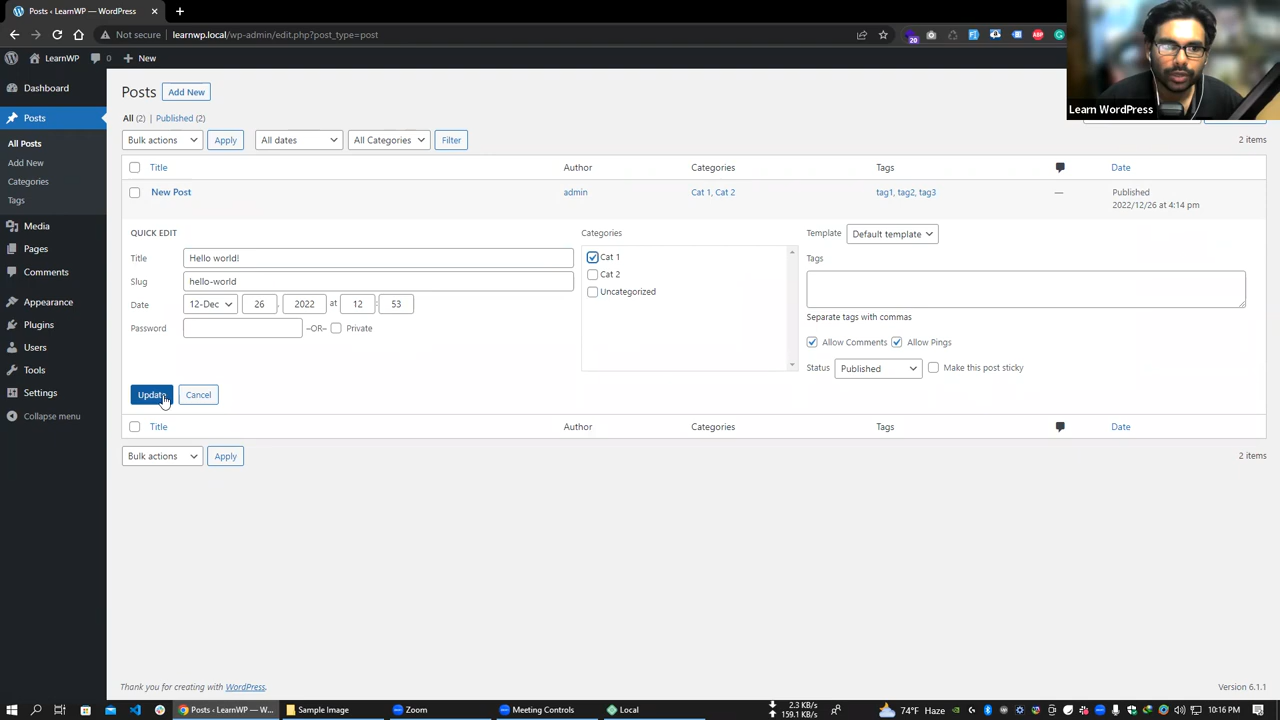 Posts ‹ LearnWP — WordPress
Not secure
learnwp.local/wp-admin/edit.php?post_type=post
20
ABP
Learn WordPress
LearnWP
0
New
Dashboard
Posts
All Posts
Add New
Categories
Tags
Media
Pages
Comments
Appearance
Plugins
Users
Tools
Settings
Collapse menu
Posts
Add New
All (2) | Published (2)
Bulk actions
Apply
All dates
All Categories
Filter
2 items
Title
Author
Categories
Tags
Date
New Post
admin
Cat 1, Cat 2
tag1, tag2, tag3
—
Published
2022/12/26 at 4:14 pm
QUICK EDIT
Title
Hello world!
Slug
hello-world
Date
12-Dec
26
,
2022
at
12
:
53
Password
–OR–
Private
Categories
Cat 1
Cat 2
Uncategorized
Template
Default template
Tags
Separate tags with commas
Allow Comments
Allow Pings
Status
Published
Make this post sticky
Update
Cancel
Title
Author
Categories
Tags
Date
Bulk actions
Apply
2 items
Thank you for creating with WordPress.
Version 6.1.1
Posts ‹ LearnWP — W...
Sample Image
Zoom
Meeting Controls
Local
2.3 KB/s
159.1 KB/s
74°F Haze
10:16 PM